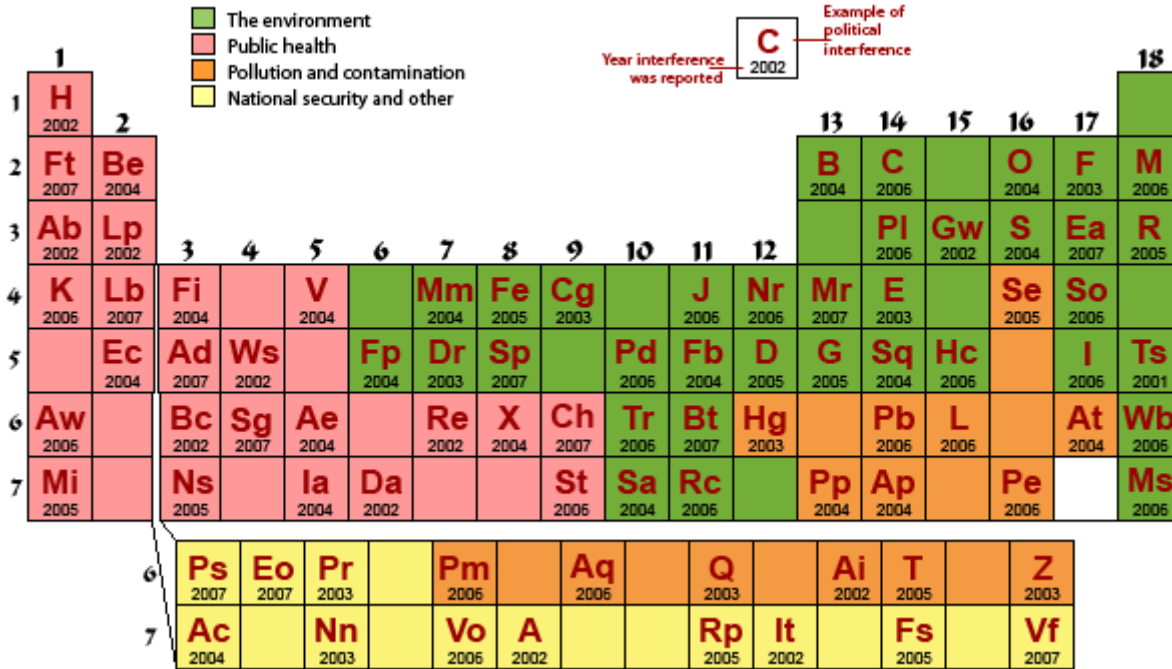 The environment
Public health
Pollution and contamination
National security and other
C
2002
Example of
political
interference
Year interference
was reported
1 18
1 H
2002
2 13 14 15 16 17
2 Ft Be B C O F M
2007 2004 2004 2006 2004 2003 2006
3 Ab Lp Pl Gw S Ea R
2002 2002 2006 2002 2004 2007 2005
3 4 5 6 7 8 9 10 11 12
4 K Lb Fi V Mm Fe Cg J Nr Mr E Se So
2006 2007 2004 2004 2004 2005 2003 2006 2006 2007 2003 2005 2006
5 Ec Ad Ws Fp Dr Sp Pd Fb D G Sq Hc I Ts
2004 2007 2002 2004 2003 2007 2006 2004 2005 2005 2004 2006 2006 2001
6 Aw Bc Sg Ae Re X Ch Tr Bt Hg Pb L At Wb
2006 2002 2007 2004 2002 2004 2007 2006 2007 2003 2006 2006 2004 2006
7 Mi Ns Ia Da St Sa Rc Pp Ap Pe Ms
2005 2005 2004 2002 2006 2004 2006 2004 2004 2006 2006
6 Ps Eo Pr Pm Aq Q Ai T Z
2007 2007 2003 2006 2006 2003 2002 2005 2003
7 Ac Nn Vo A Rp It Fs Vf
2004 2003 2006 2002 2005 2002 2005 2007